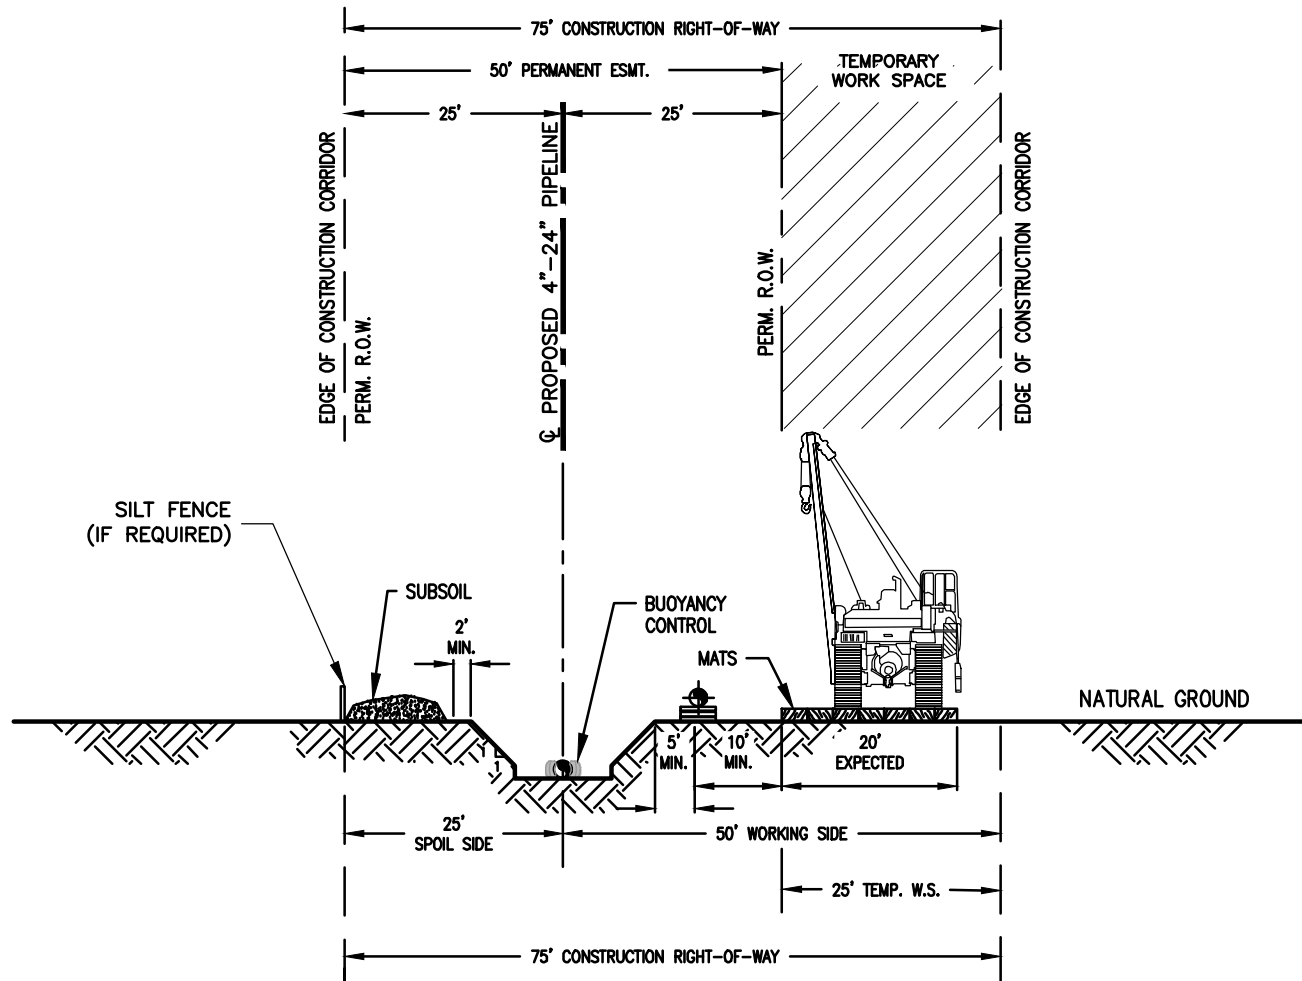 75' CONSTRUCTION RIGHT-OF-WAY
50' PERMANENT ESMT.
TEMPORARY
WORK SPACE
25'
25'
EDGE OF CONSTRUCTION CORRIDOR
PERM. R.O.W.
℄ PROPOSED 4"-24" PIPELINE
PERM. R.O.W.
EDGE OF CONSTRUCTION CORRIDOR
SILT FENCE
(IF REQUIRED)
SUBSOIL
2'
MIN.
BUOYANCY
CONTROL
MATS
NATURAL GROUND
1
1
5'
MIN.
10'
MIN.
20'
EXPECTED
25'
SPOIL SIDE
50' WORKING SIDE
25' TEMP. W.S.
75' CONSTRUCTION RIGHT-OF-WAY